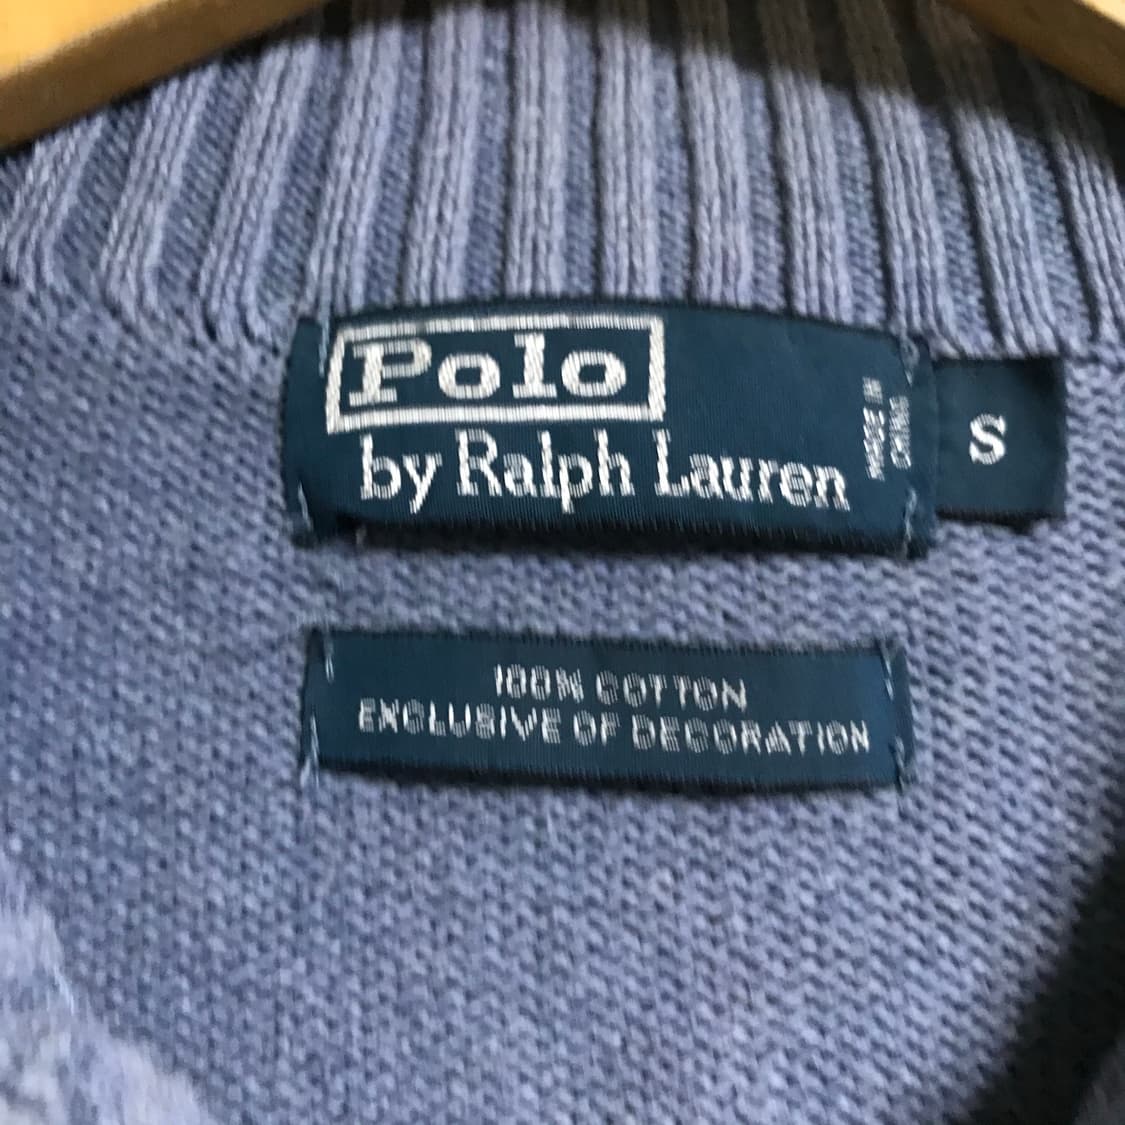 Polo
by Ralph Lauren
MADE IN
CHINA
S
100% COTTON
EXCLUSIVE OF DECORATION